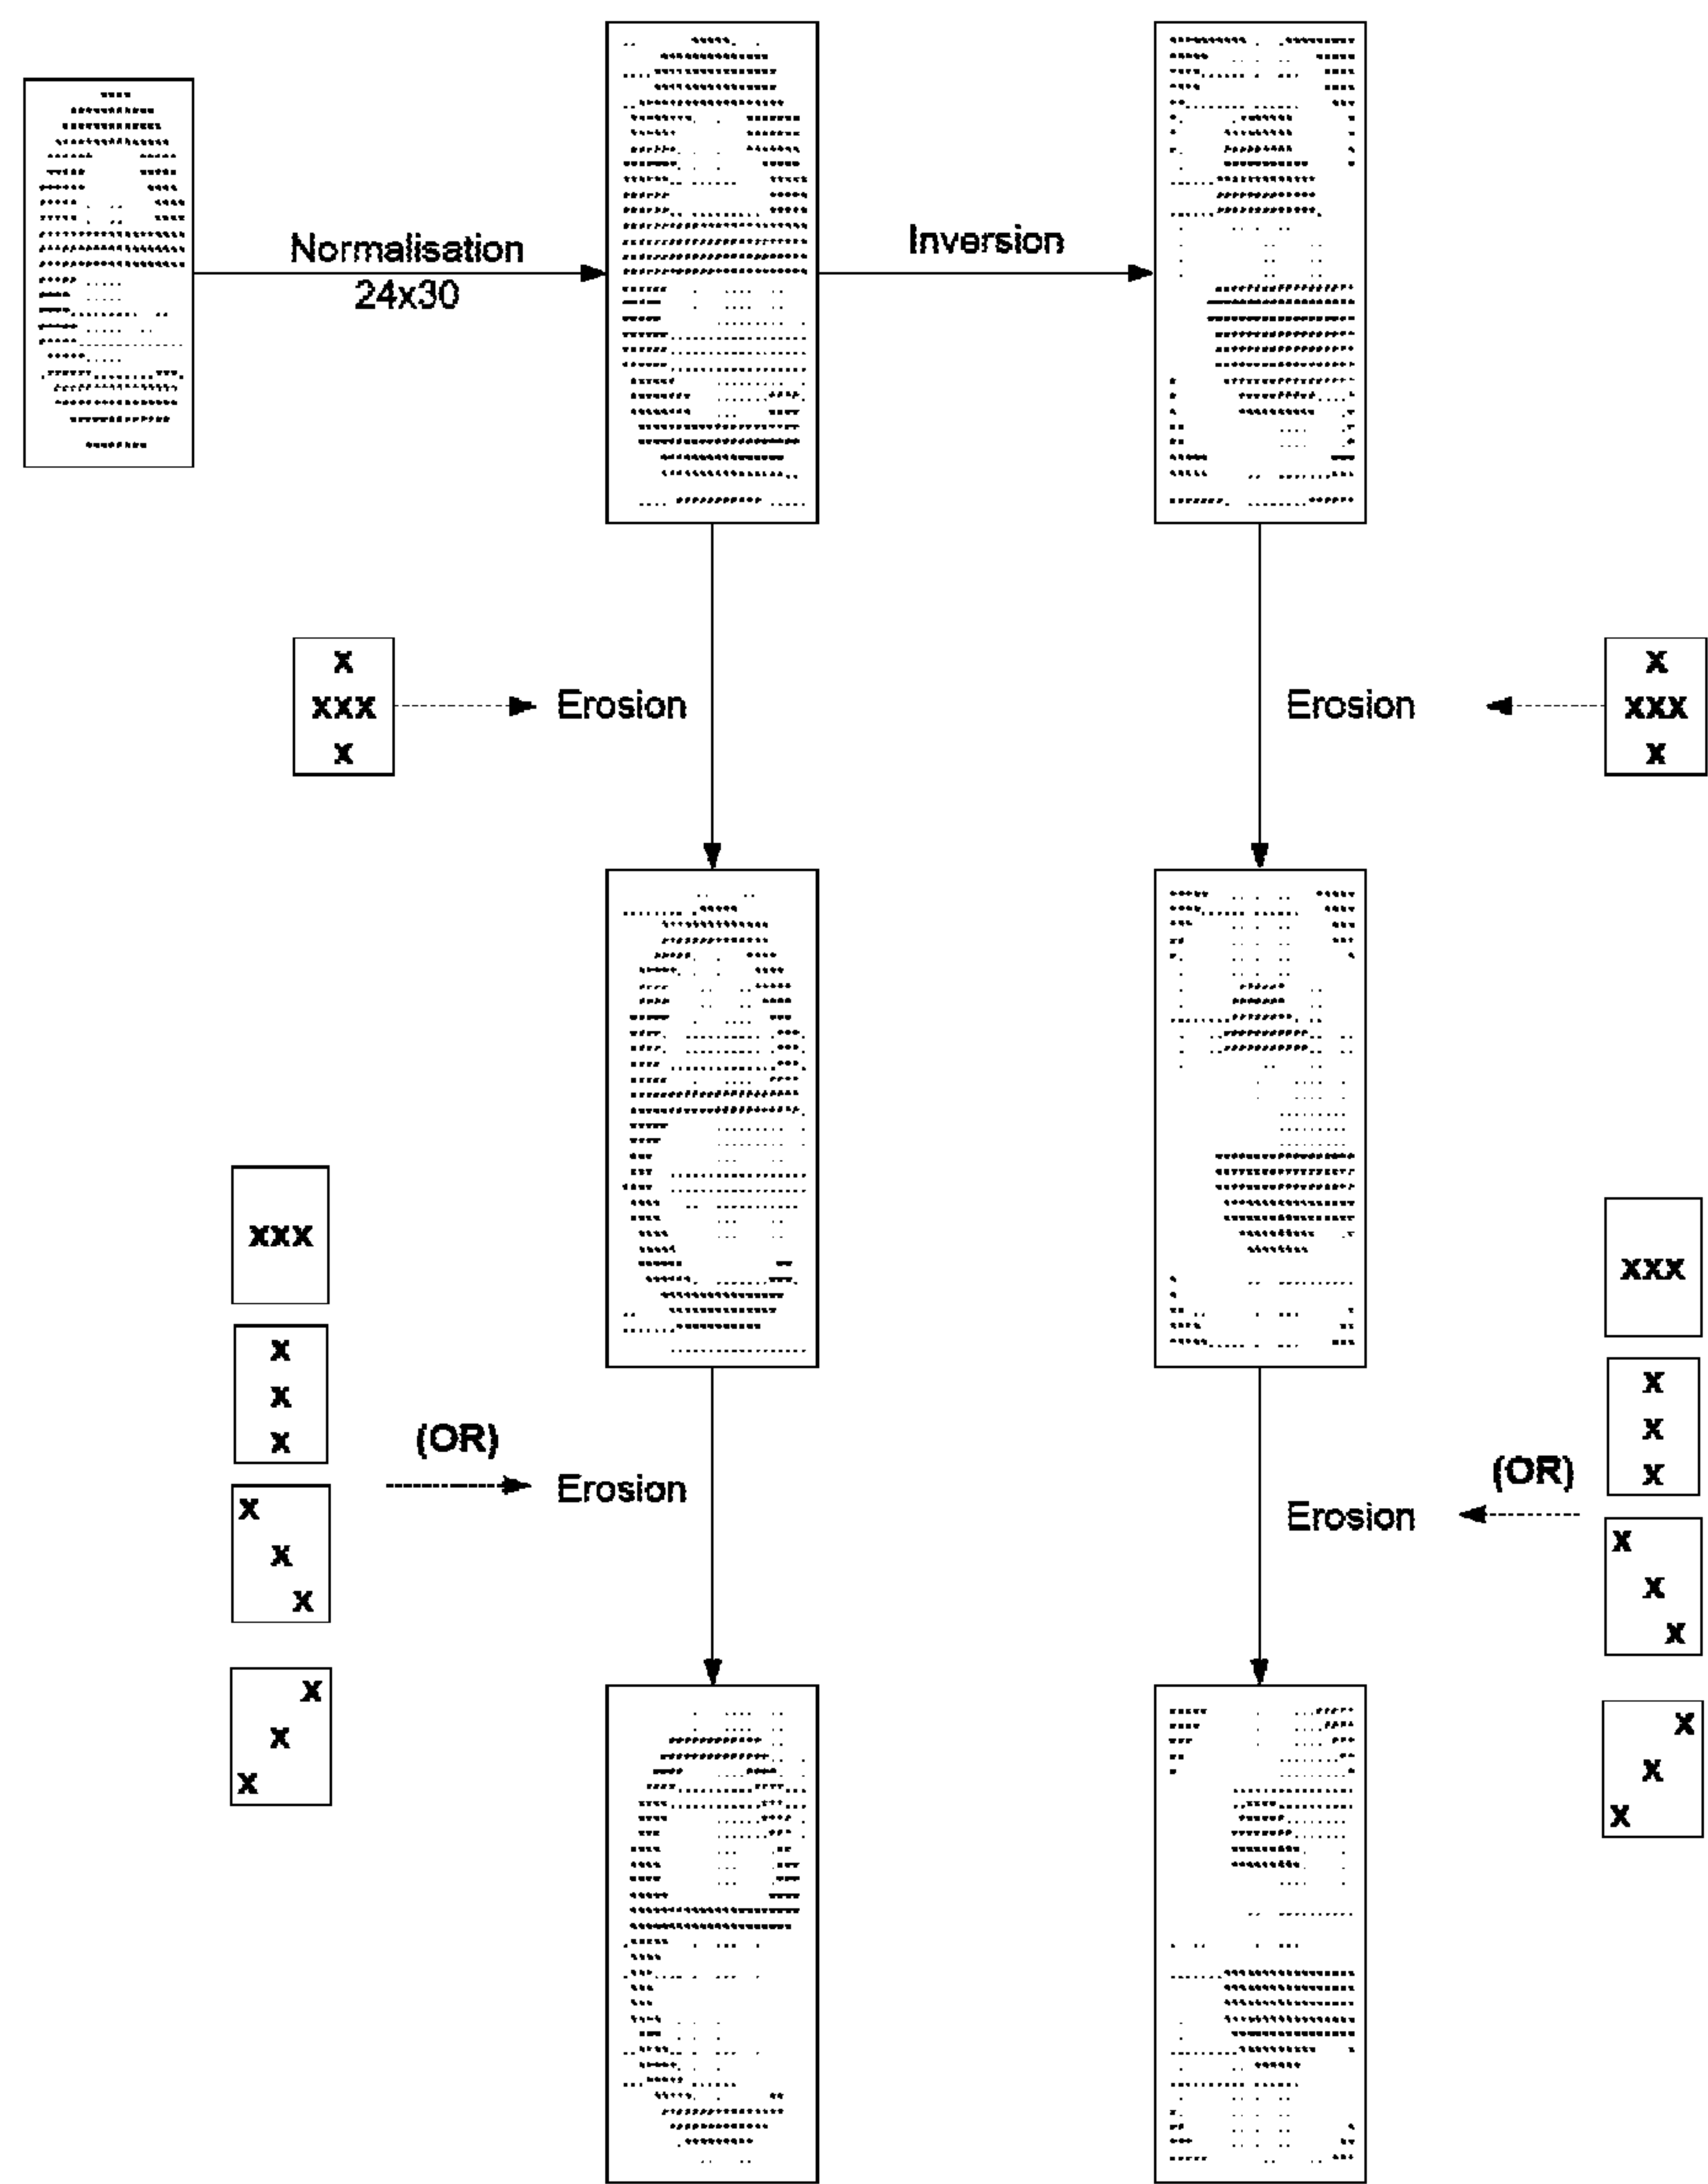 Normalisation
24x30
Inversion
x
xxx
x
Erosion
Erosion
x
xxx
x
xxx
x
x
x
(OR)
Erosion
x
x
x
x
x
x
xxx
x
x
x
(OR)
Erosion
x
x
x
x
x
x